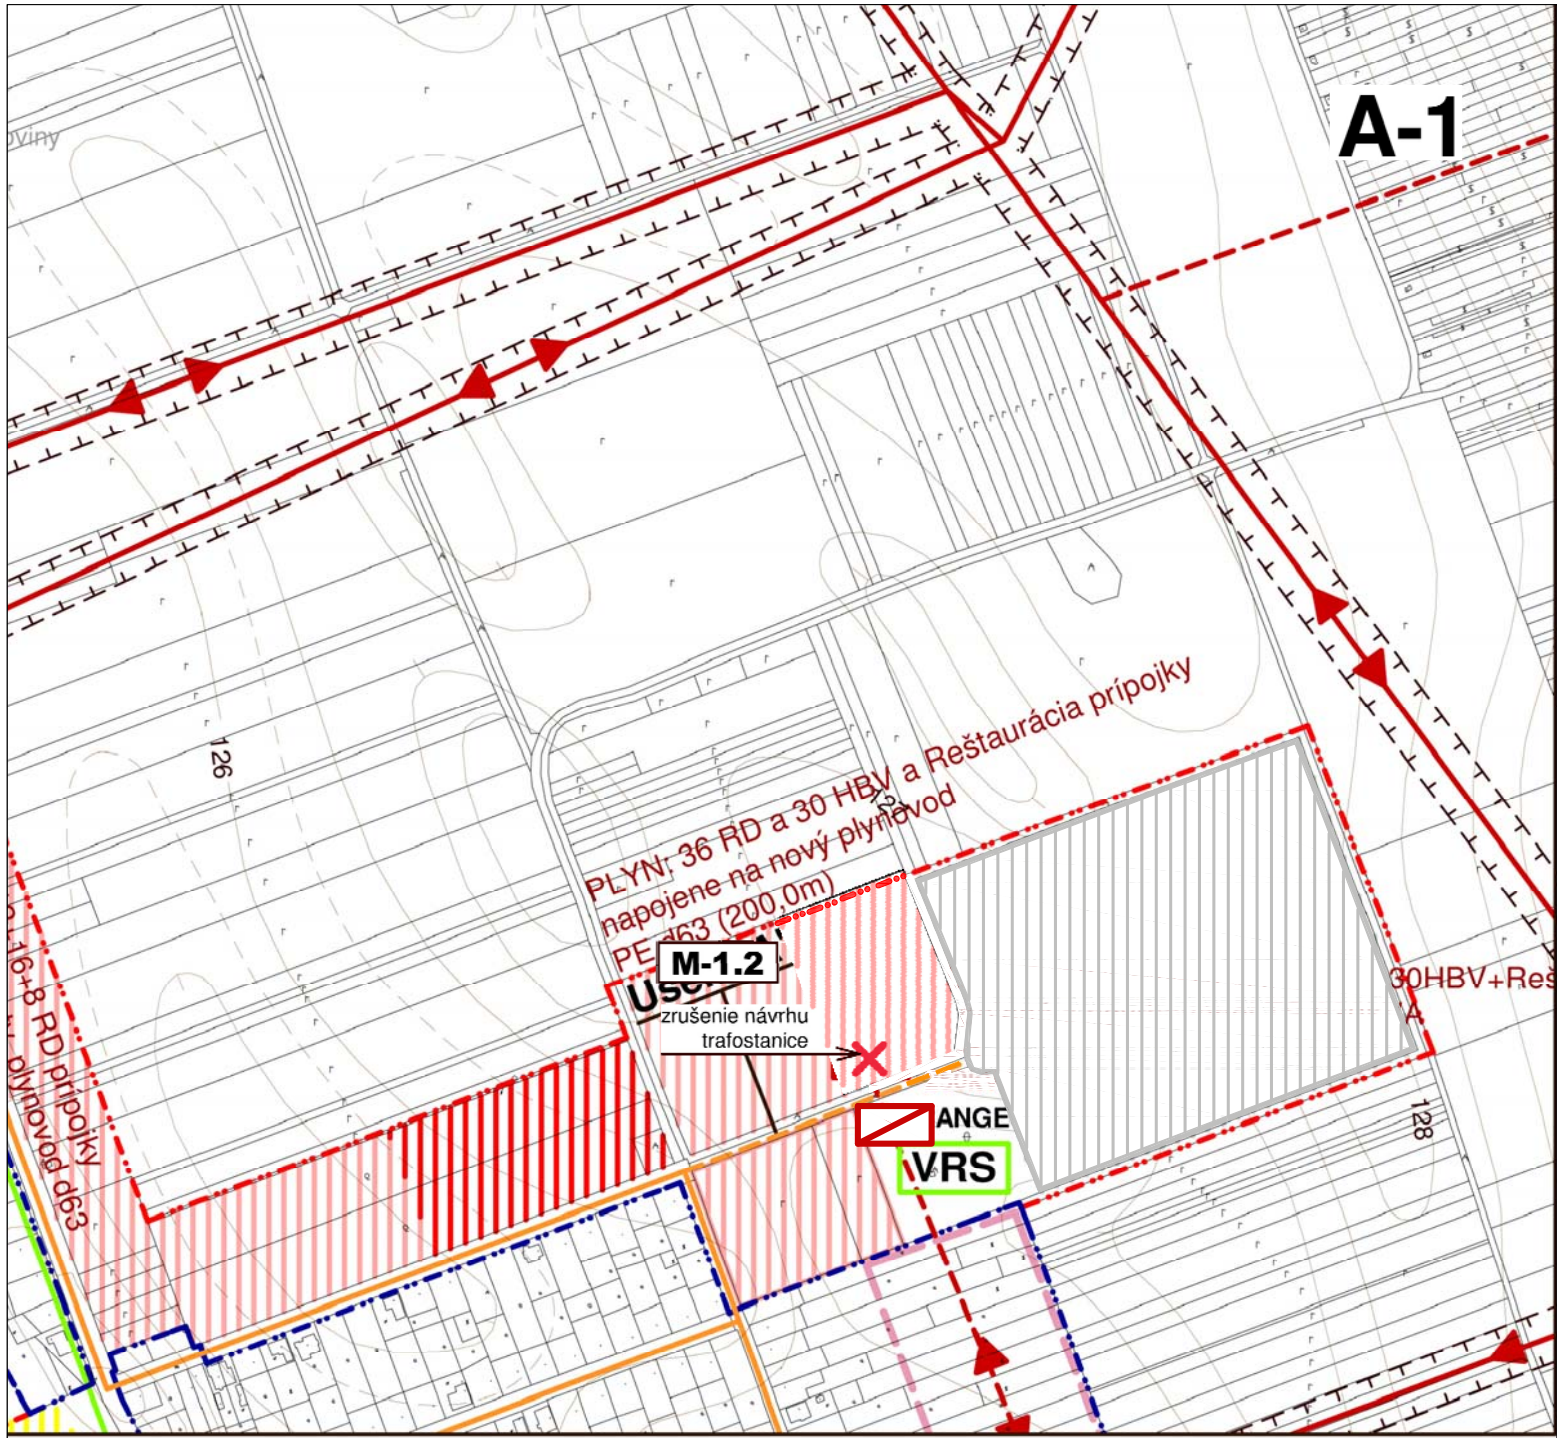 A-1
oviny
126
PLYN: 36 RD a 30 HBV a Reštaurácia prípojky
napojene na nový plynovod
PE d63 (200,0m)
M-1.2
zrušenie návrhu
trafostanice
30HBV+Reš
16+8 RD prípojky
plynovod d63
ANGE
VRS
128